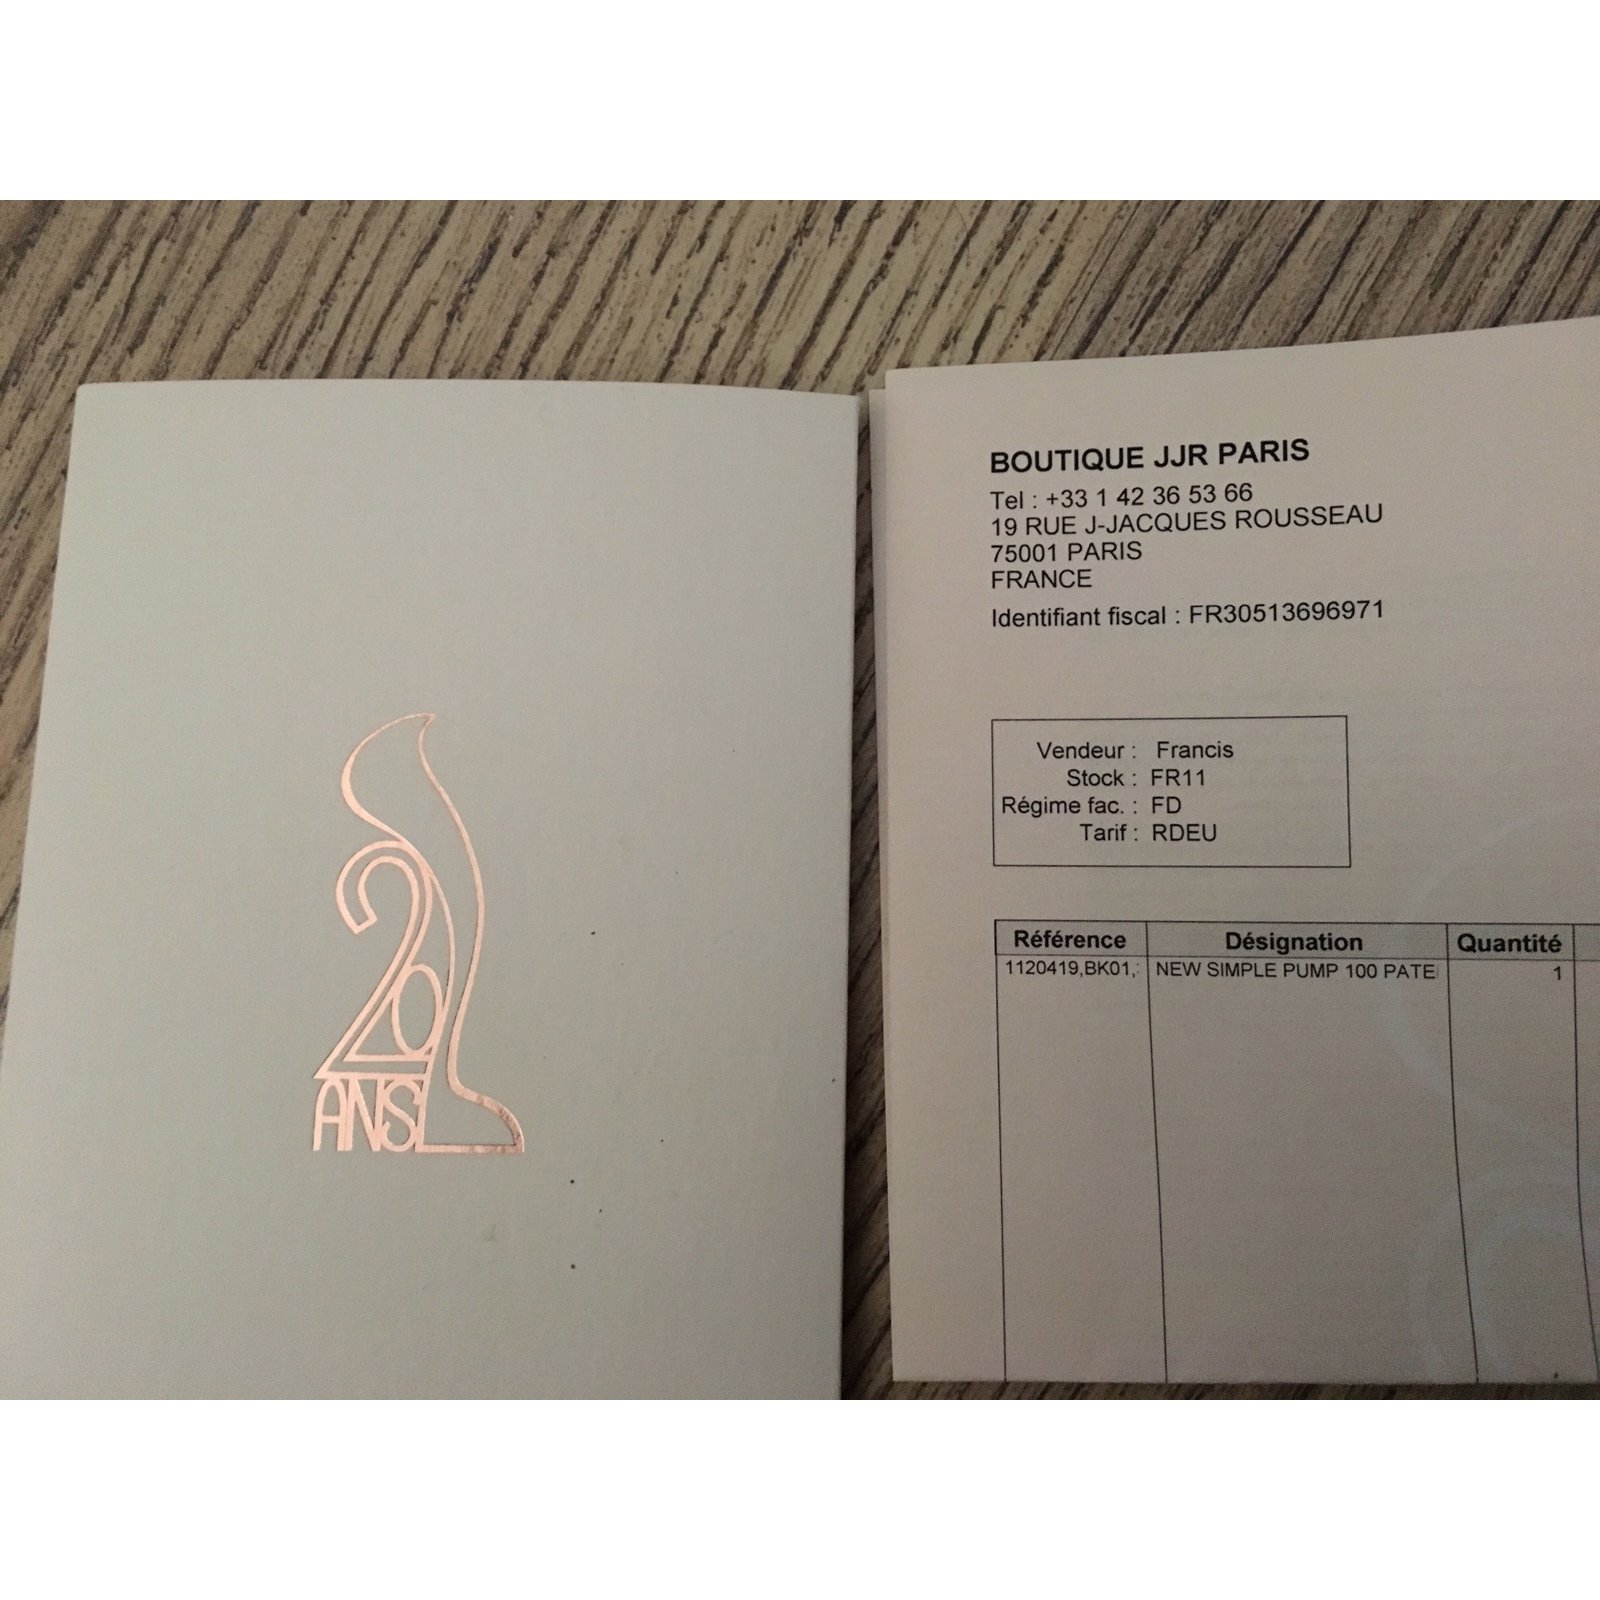 20
ANS
BOUTIQUE JJR PARIS
Tel : +33 1 42 36 53 66
19 RUE J-JACQUES ROUSSEAU
75001 PARIS
FRANCE
Identifiant fiscal : FR30513696971
Vendeur : Francis
Stock : FR11
Régime fac. : FD
Tarif : RDEU
Référence Désignation Quantité
1120419,BK01, NEW SIMPLE PUMP 100 PATE 1